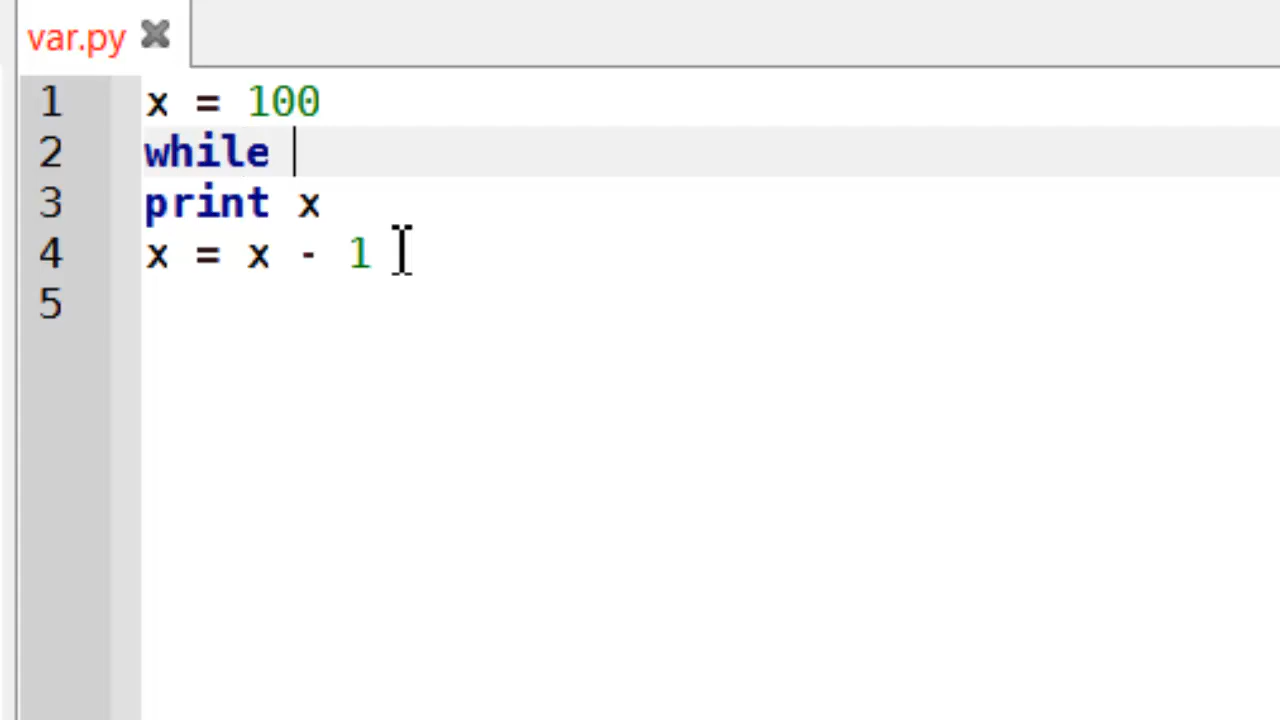 var.py
1 x = 100
2 while
3 print x
4 x = x - 1
5